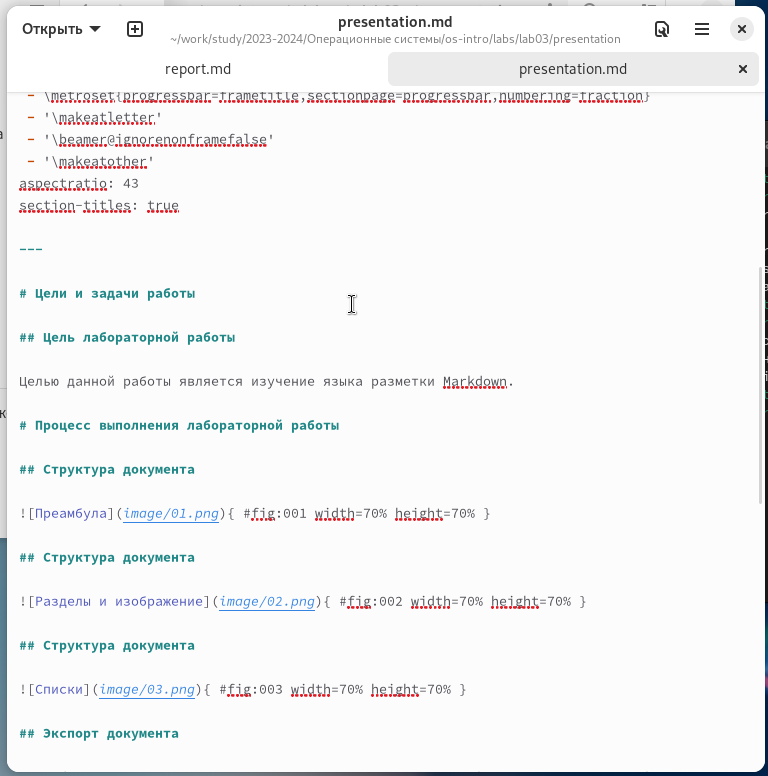 Открыть
presentation.md
~/work/study/2023-2024/Операционные системы/os-intro/labs/lab03/presentation
report.md
presentation.md
- '\metroset{progressbar=frametitle,sectionpage=progressbar,numbering=fraction}
- '\makeatletter'
- '\beamer@ignorenonframefalse'
- '\makeatother'
aspectratio: 43
section-titles: true
---
# Цели и задачи работы
## Цель лабораторной работы
Целью данной работы является изучение языка разметки Markdown.
# Процесс выполнения лабораторной работы
## Структура документа
![Преамбула](image/01.png){ #fig:001 width=70% height=70% }
## Структура документа
![Разделы и изображение](image/02.png){ #fig:002 width=70% height=70% }
## Структура документа
![Списки](image/03.png){ #fig:003 width=70% height=70% }
## Экспорт документа